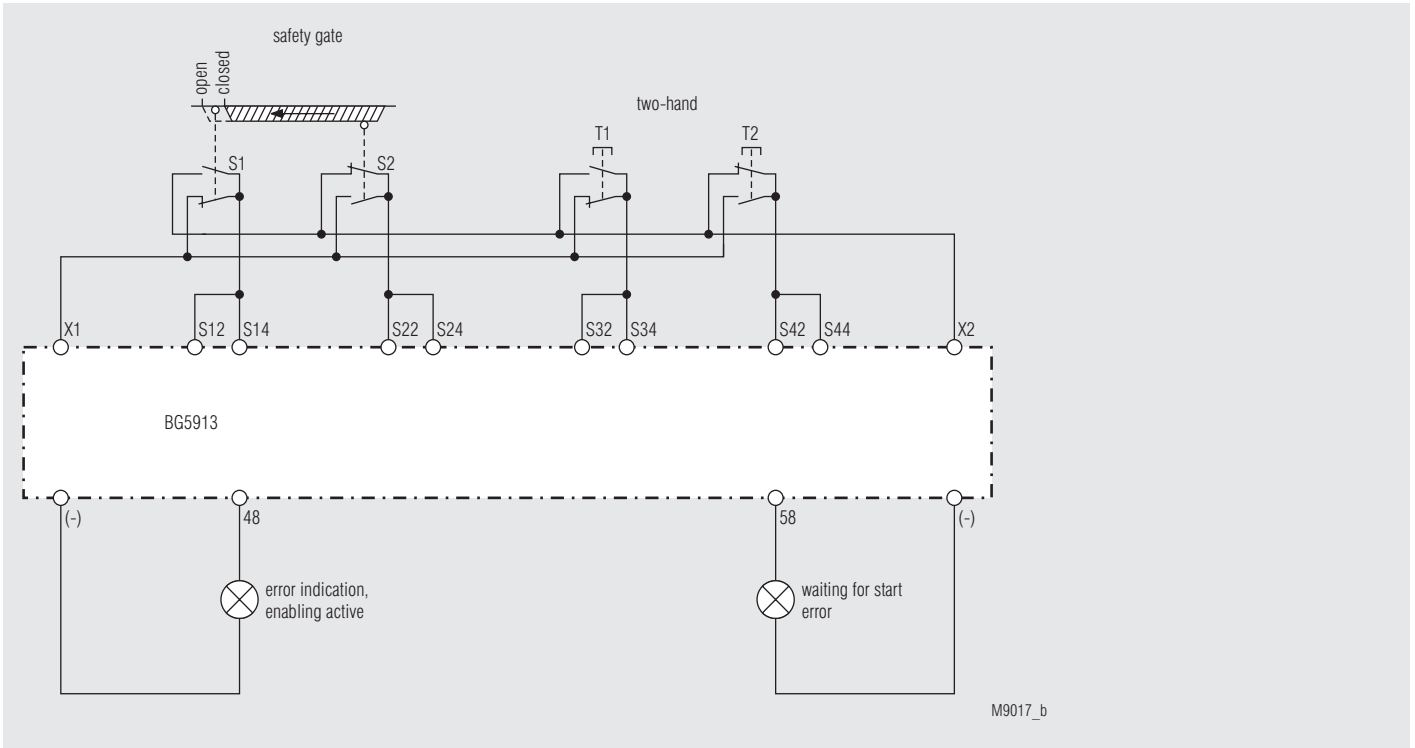 safety gate
open
closed
two-hand
T1
T2
S1
S2
X1
S12
S14
S22
S24
S32
S34
S42
S44
X2
BG5913
(-)
48
58
(-)
error indication,
enabling active
waiting for start
error
M9017_b